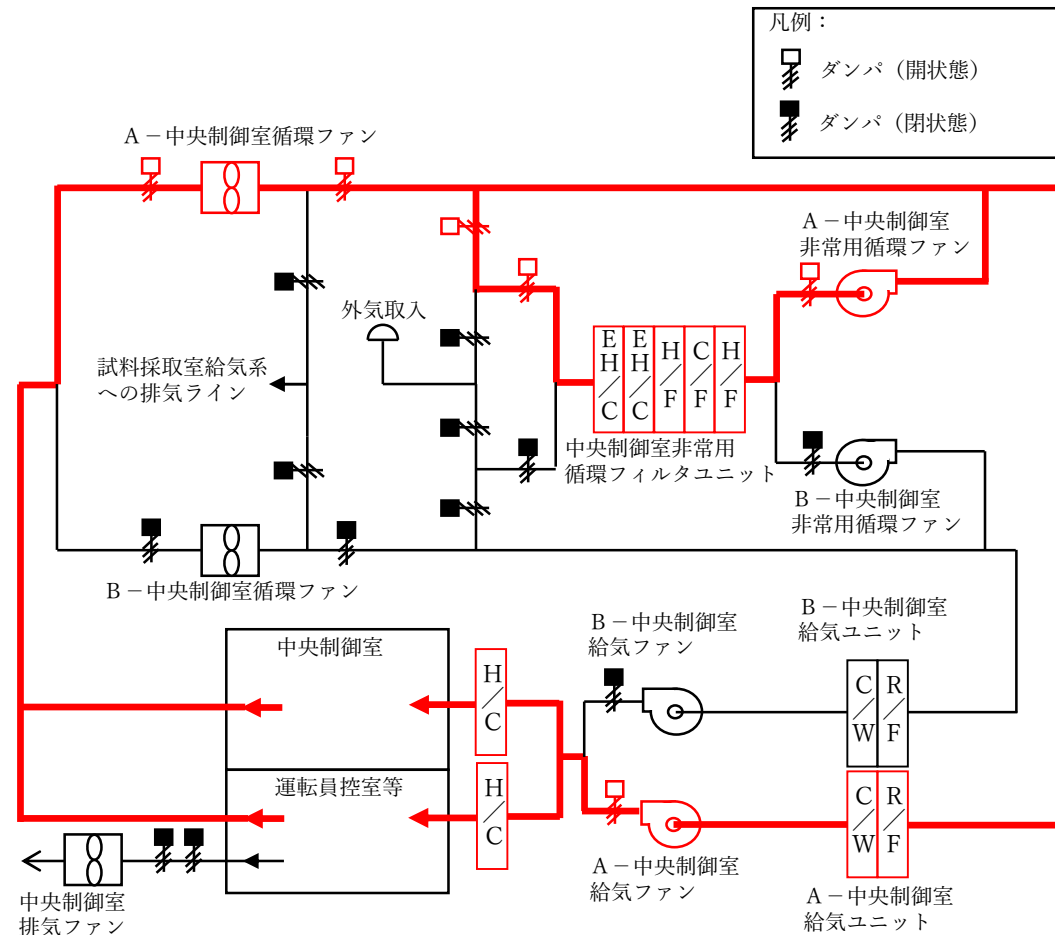 凡例：
ダンパ（開状態）
ダンパ（閉状態）
Ａ－中央制御室循環ファン
Ａ－中央制御室
非常用循環ファン
外気取入
試料採取室給気系
への排気ライン
EH/C
EH/C
H/F
C/F
H/F
中央制御室非常用
循環フィルタユニット
Ｂ－中央制御室
非常用循環ファン
Ｂ－中央制御室循環ファン
Ｂ－中央制御室
給気ファン
Ｂ－中央制御室
給気ユニット
中央制御室
H/C
C/W
R/F
運転員控室等
H/C
C/W
R/F
Ａ－中央制御室
給気ファン
Ａ－中央制御室
給気ユニット
中央制御室
排気ファン